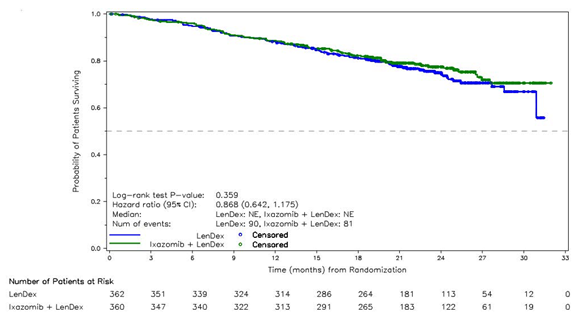 1.0
0.8
0.6
0.4
0.2
0.0
Probability of Patients Surviving
Log-rank test P-value: 0.359
Hazard ratio (95% CI): 0.868 (0.642, 1.175)
Median: LenDex: NE, Ixazomib + LenDex: NE
Num of events: LenDex: 90, Ixazomib + LenDex: 81
LenDex Censored
Ixazomib + LenDex Censored
0 3 6 9 12 15 18 21 24 27 30 33
Time (months) from Randomization
Number of Patients at Risk
LenDex 362 351 339 324 314 286 264 181 113 54 12 0
Ixazomib + LenDex 360 347 340 322 313 291 265 183 122 61 19 0